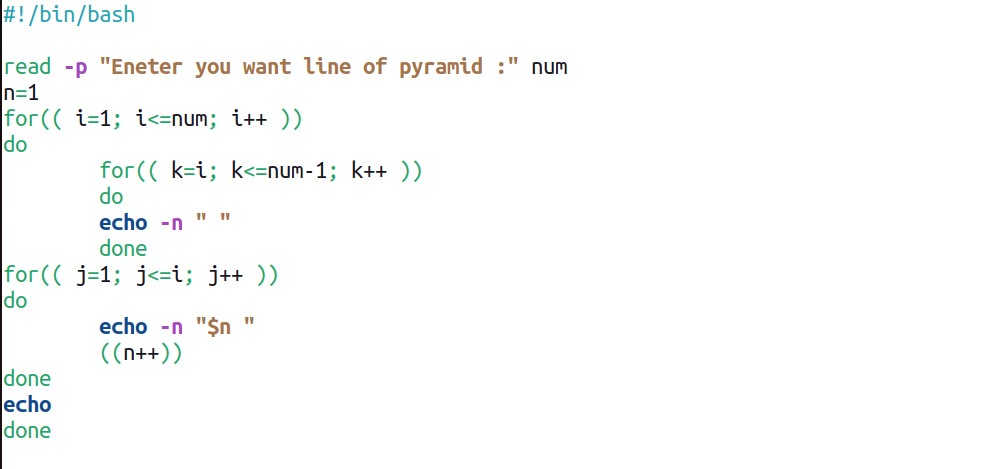 #!/bin/bash
read -p "Eneter you want line of pyramid :" num
n=1
for(( i=1; i<=num; i++ ))
do
for(( k=i; k<=num-1; k++ ))
do
echo -n " "
done
for(( j=1; j<=i; j++ ))
do
echo -n "$n "
((n++))
done
echo
done